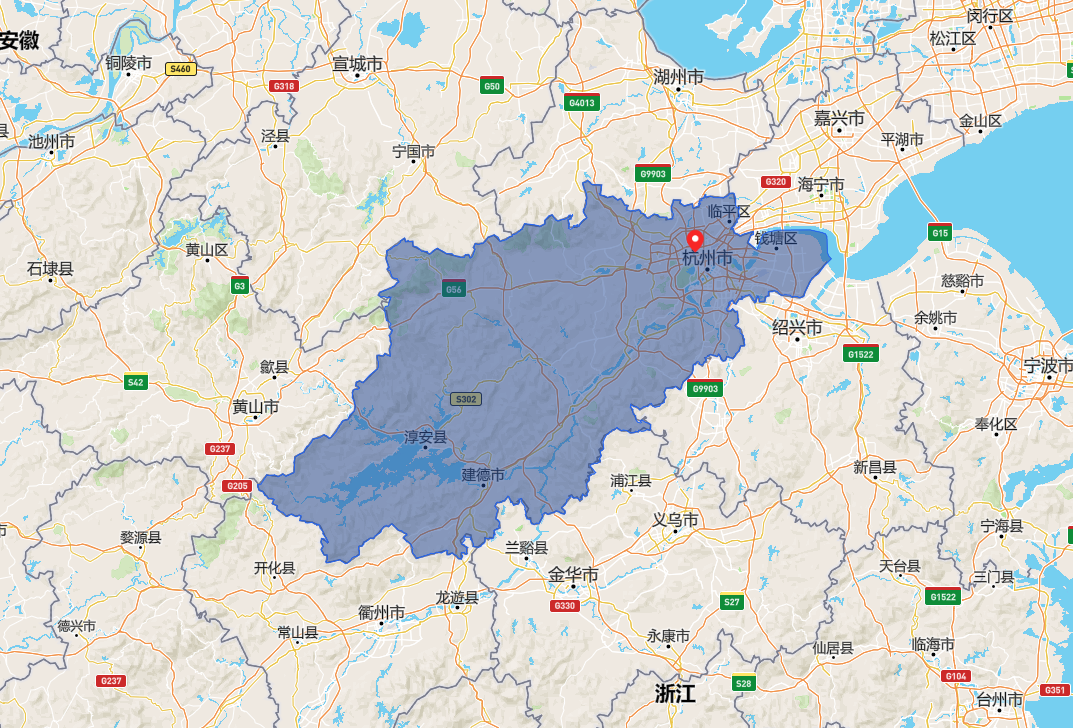 闵行区
松江区
安徽
铜陵市
S460
宣城市
G318
G50
湖州市
G4013
嘉兴市
金山区
平湖市
池州市
泾县
宁国市
G9903
G320
海宁市
临平区
钱塘区
杭州市
G15
黄山区
石埭县
G3
G56
慈谿市
余姚市
绍兴市
G1522
宁波市
歙县
S42
黄山市
S302
G9903
淳安县
奉化区
G237
G205
建德市
浦江县
新昌县
义乌市
宁海县
婺源县
兰谿县
开化县
金华市
天台县
三门县
G1522
龙遊县
G330
S27
衢州市
德兴市
常山县
永康市
仙居县
临海市
G237
浙江
S28
G104
G351
台州市